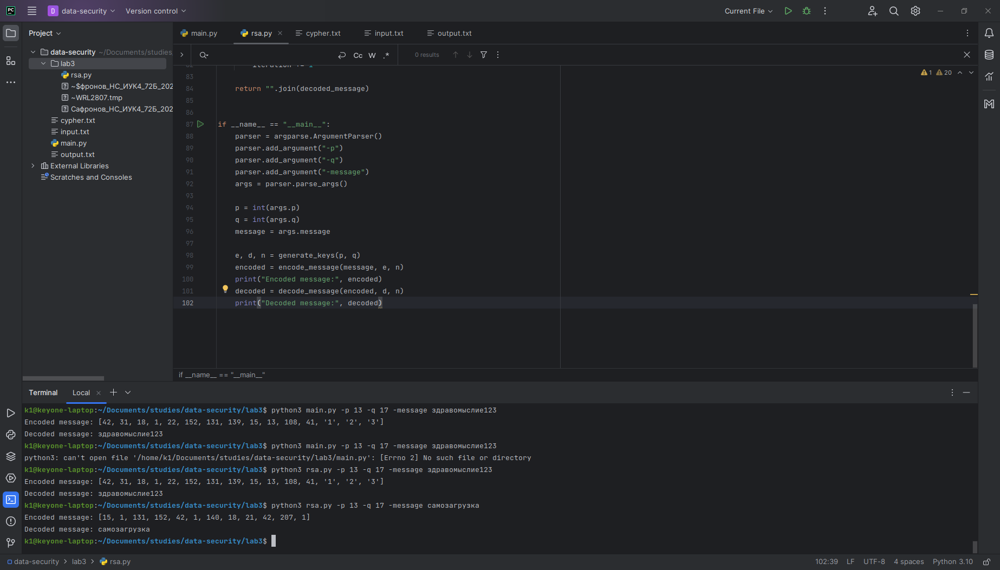 PC D data-security Version control Current File
Project
main.py rsa.py cypher.txt input.txt output.txt
data-security ~/Documents/studies
Cc W .* 0 results
lab3
rsa.py
~$фронов_НС_ИУК4_72Б_202
~WRL2807.tmp
Сафронов_НС_ИУК4_72Б_202
cypher.txt
input.txt
main.py
output.txt
External Libraries
Scratches and Consoles
1 20
82 iteration += 1
83
84 return "".join(decoded_message)
85
86
87 if __name__ == "__main__":
88 parser = argparse.ArgumentParser()
89 parser.add_argument("-p")
90 parser.add_argument("-q")
91 parser.add_argument("-message")
92 args = parser.parse_args()
93
94 p = int(args.p)
95 q = int(args.q)
96 message = args.message
97
98 e, d, n = generate_keys(p, q)
99 encoded = encode_message(message, e, n)
100 print("Encoded message:", encoded)
101 decoded = decode_message(encoded, d, n)
102 print("Decoded message:", decoded)
if __name__ == "__main__"
Terminal Local
k1@keyone-laptop:~/Documents/studies/data-security/lab3$ python3 main.py -p 13 -q 17 -message здравомыслие123
Encoded message: [42, 31, 18, 1, 22, 152, 131, 139, 15, 13, 108, 41, '1', '2', '3']
Decoded message: здравомыслие123
k1@keyone-laptop:~/Documents/studies/data-security/lab3$ python3 main.py -p 13 -q 17 -message здравомыслие123
python3: can't open file '/home/k1/Documents/studies/data-security/lab3/main.py': [Errno 2] No such file or directory
k1@keyone-laptop:~/Documents/studies/data-security/lab3$ python3 rsa.py -p 13 -q 17 -message здравомыслие123
Encoded message: [42, 31, 18, 1, 22, 152, 131, 139, 15, 13, 108, 41, '1', '2', '3']
Decoded message: здравомыслие123
k1@keyone-laptop:~/Documents/studies/data-security/lab3$ python3 rsa.py -p 13 -q 17 -message самозагрузка
Encoded message: [15, 1, 131, 152, 42, 1, 140, 18, 21, 42, 207, 1]
Decoded message: самозагрузка
k1@keyone-laptop:~/Documents/studies/data-security/lab3$
data-security lab3 rsa.py 102:39 LF UTF-8 4 spaces Python 3.10